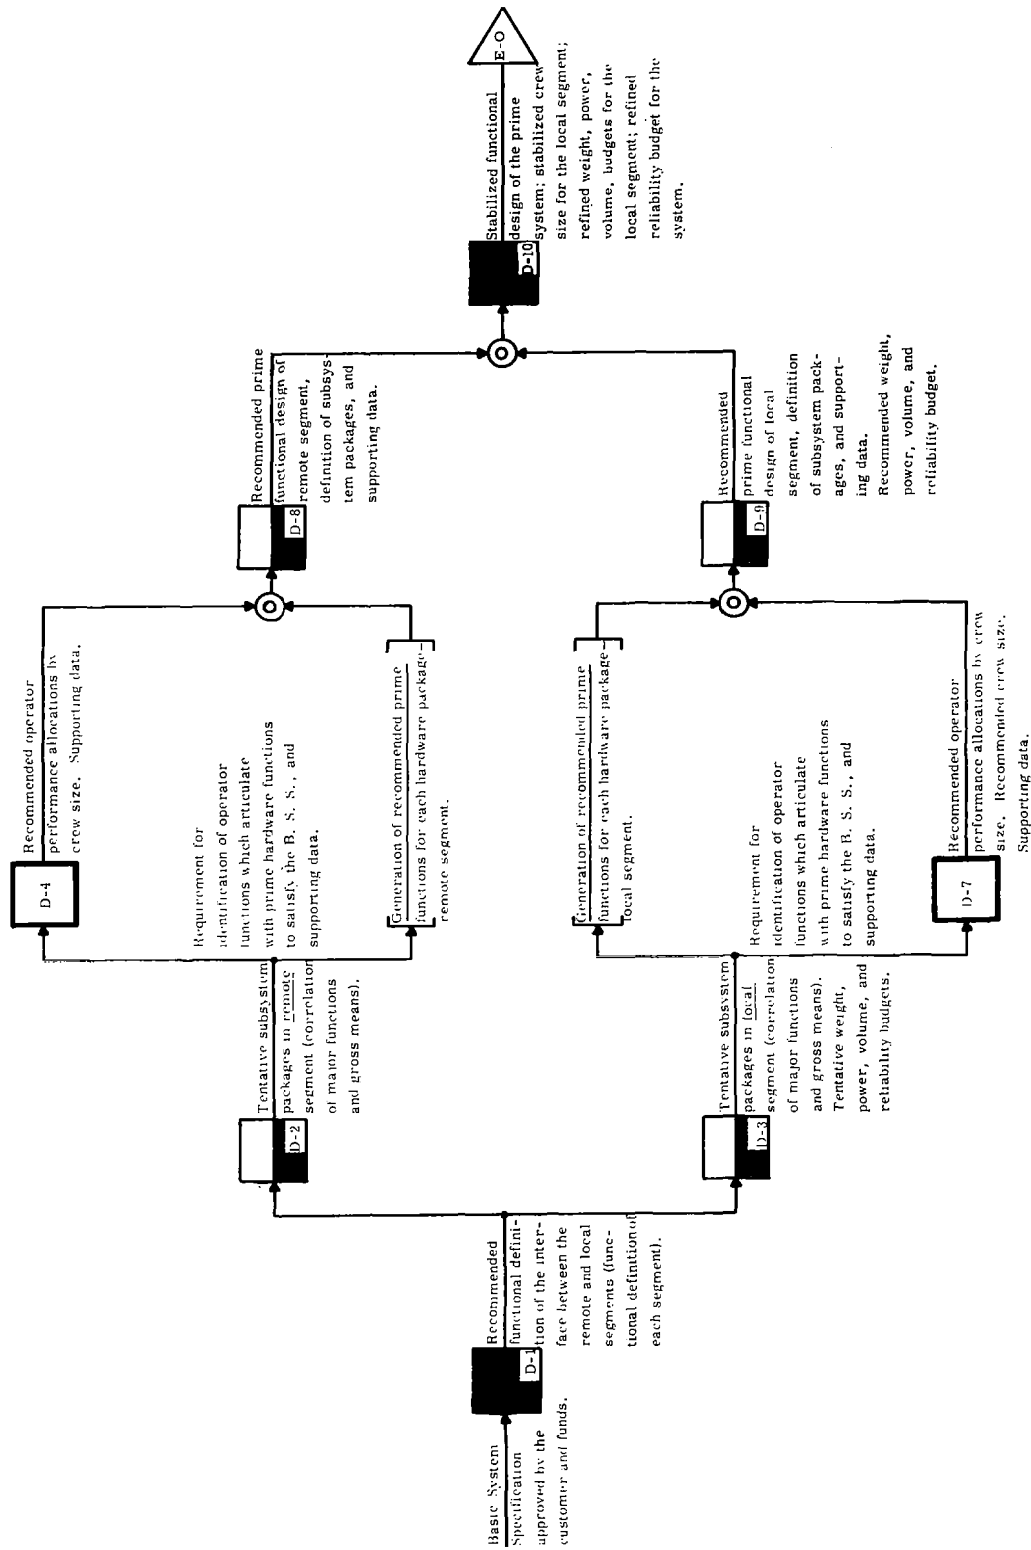 Basic System
Specification
approved by the
customer and funds.
D-1
Recommended
functional defini-
tion of the inter-
face between the
remote and local
segments (func-
tional definition of
each segment).
D-2
Tentative subsystem
packages in remote
segment (correlation
of major functions
and gross means).
Requirement for
identification of operator
functions which articulate
with prime hardware functions
to satisfy the B. S. S., and
supporting data.
D-4
Recommended operator
performance allocations by
crew size. Supporting data.
Generation of recommended prime
functions for each hardware package-
remote segment.
D-8
Recommended prime
functional design of
remote segment,
definition of subsys-
tem packages, and
supporting data.
D-3
Tentative subsystem
packages in local
segment (correlation
of major functions
and gross means).
Tentative weight,
power, volume, and
reliability budgets.
Generation of recommended prime
functions for each hardware package-
local segment.
Requirement for
identification of operator
functions which articulate
with prime hardware functions
to satisfy the B. S. S., and
supporting data.
D-7
Recommended operator
performance allocations by crew
size. Recommended crew size.
Supporting data.
D-9
Recommended
prime functional
design of local
segment, definition
of subsystem pack-
ages, and support-
ing data.
Recommended weight,
power, volume, and
reliability budget.
D-10
Stabilized functional
design of the prime
system; stabilized crew
size for the local segment;
refined weight, power,
volume, budgets for the
local segment; refined
reliability budget for the
system.
E-O